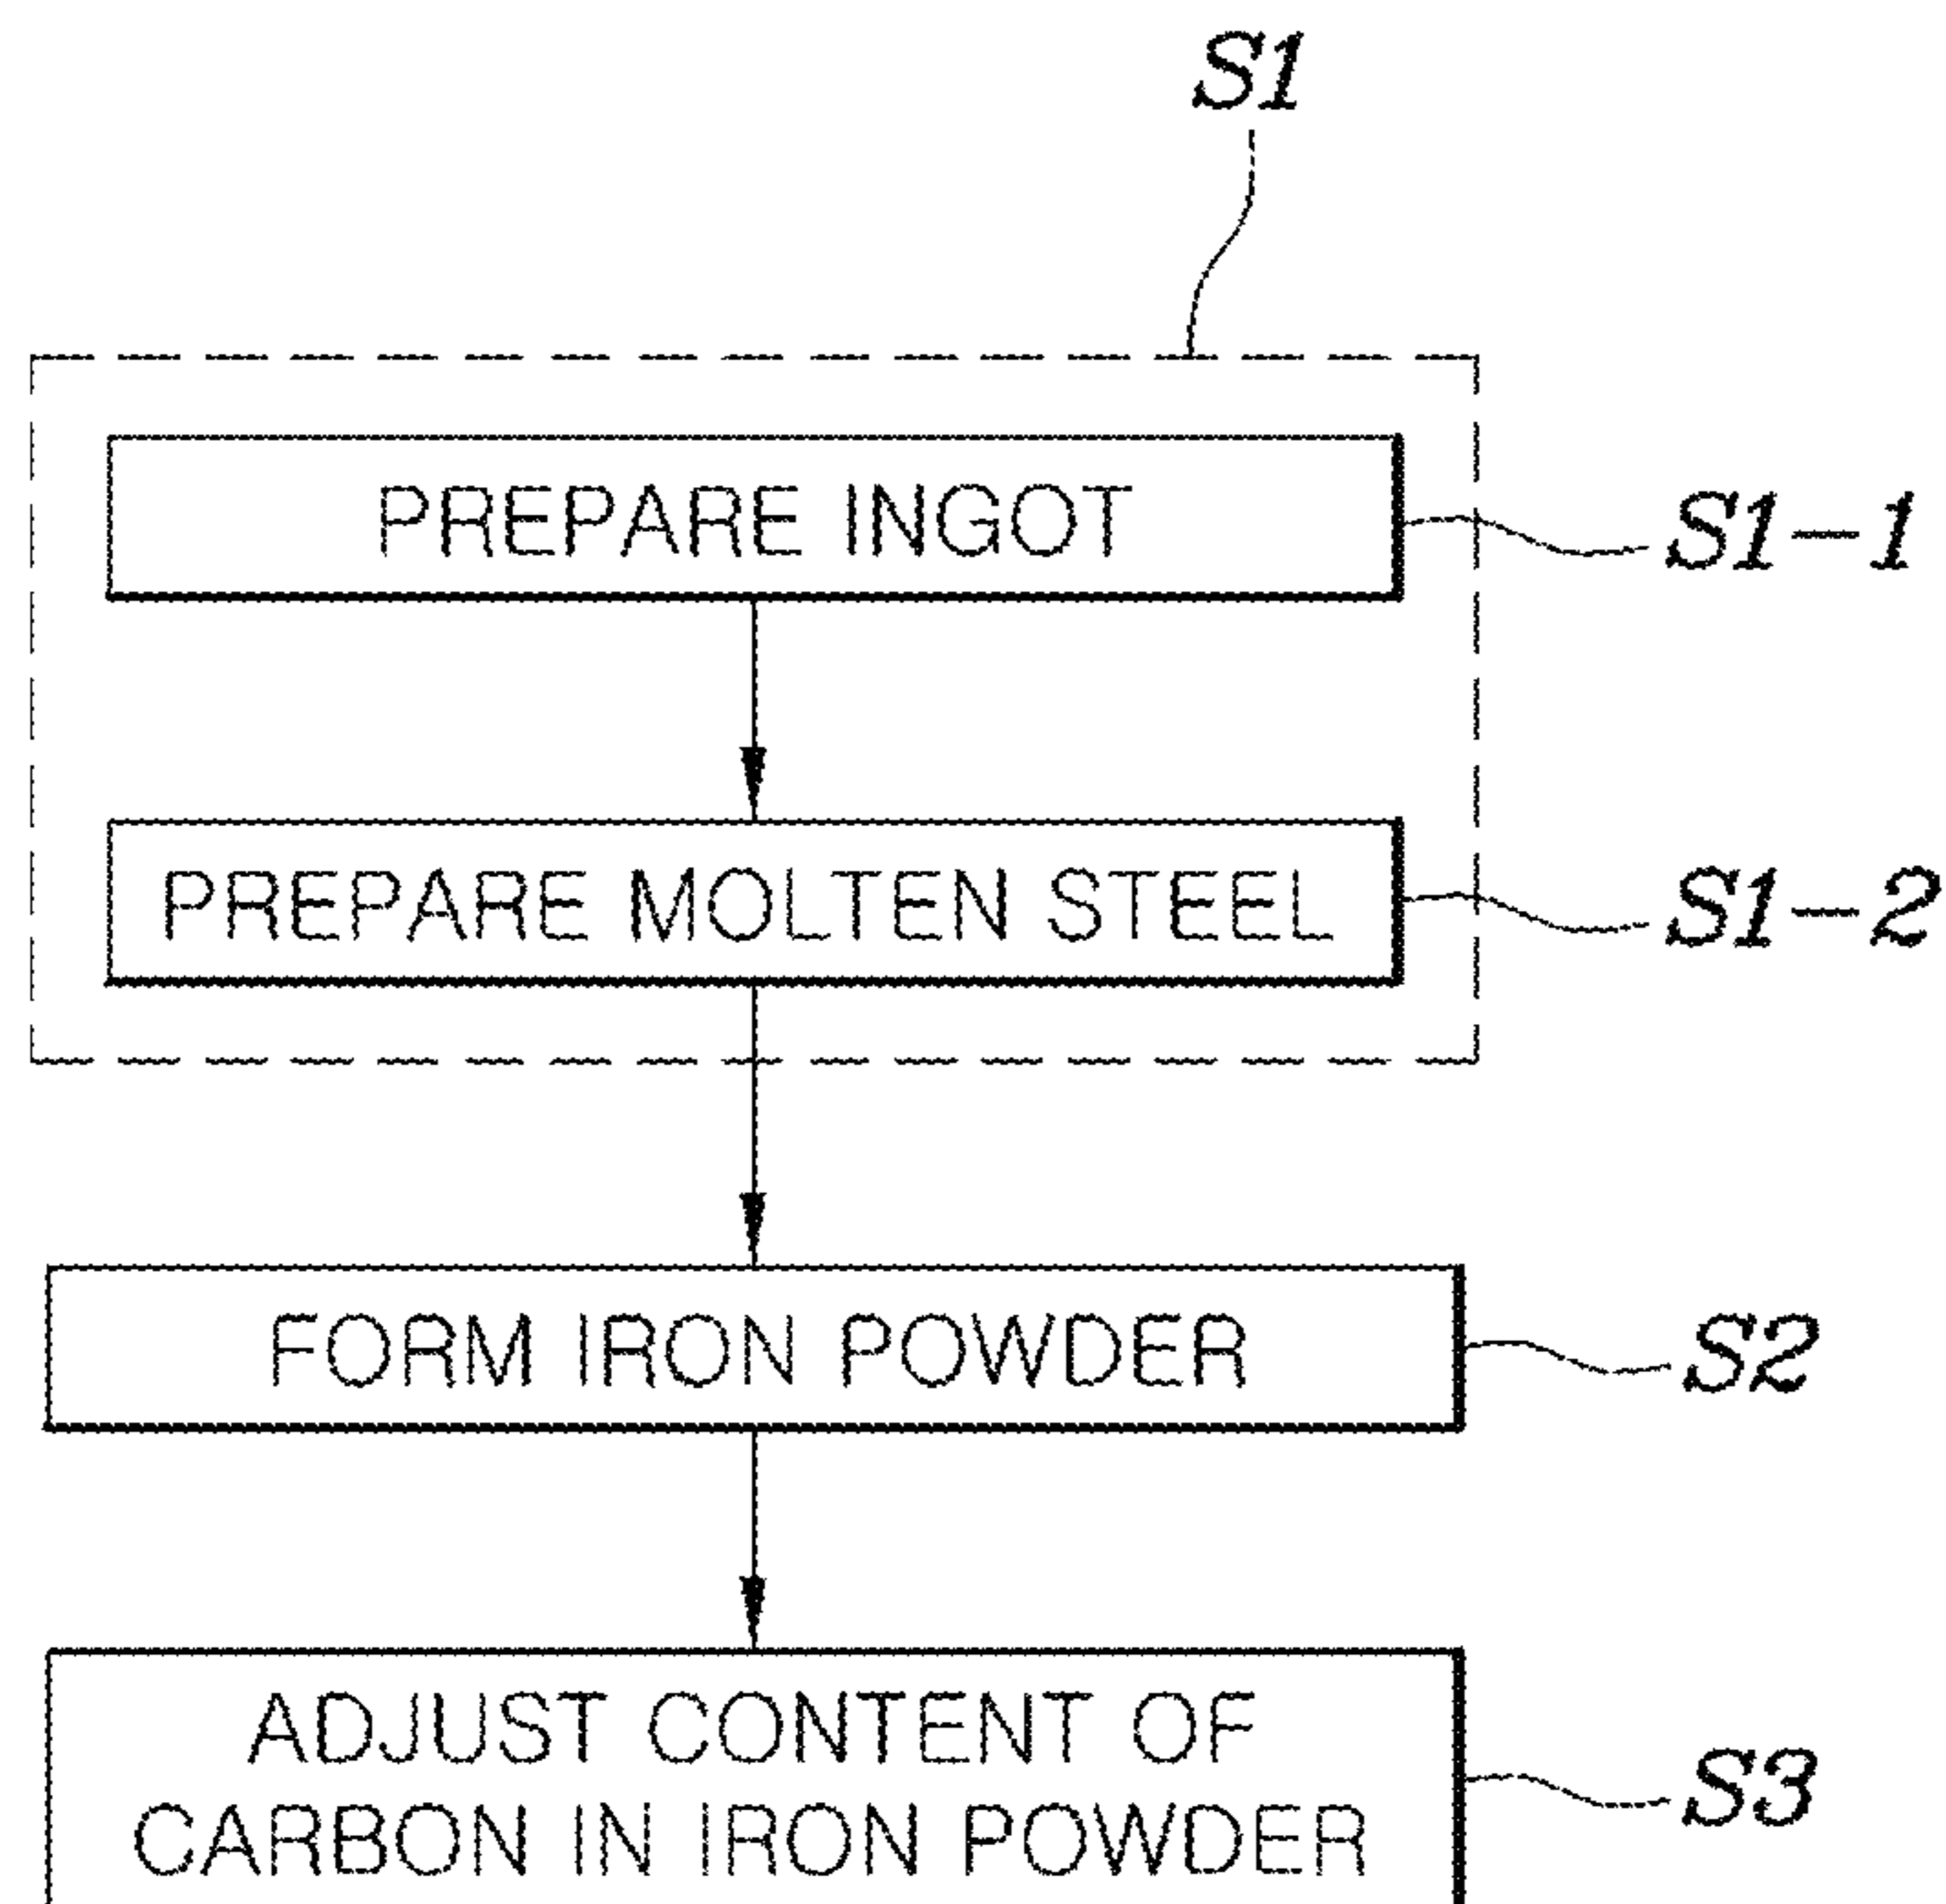 S1
PREPARE INGOT
S1-1
PREPARE MOLTEN STEEL
S1-2
FORM IRON POWDER
S2
ADJUST CONTENT OF
CARBON IN IRON POWDER
S3